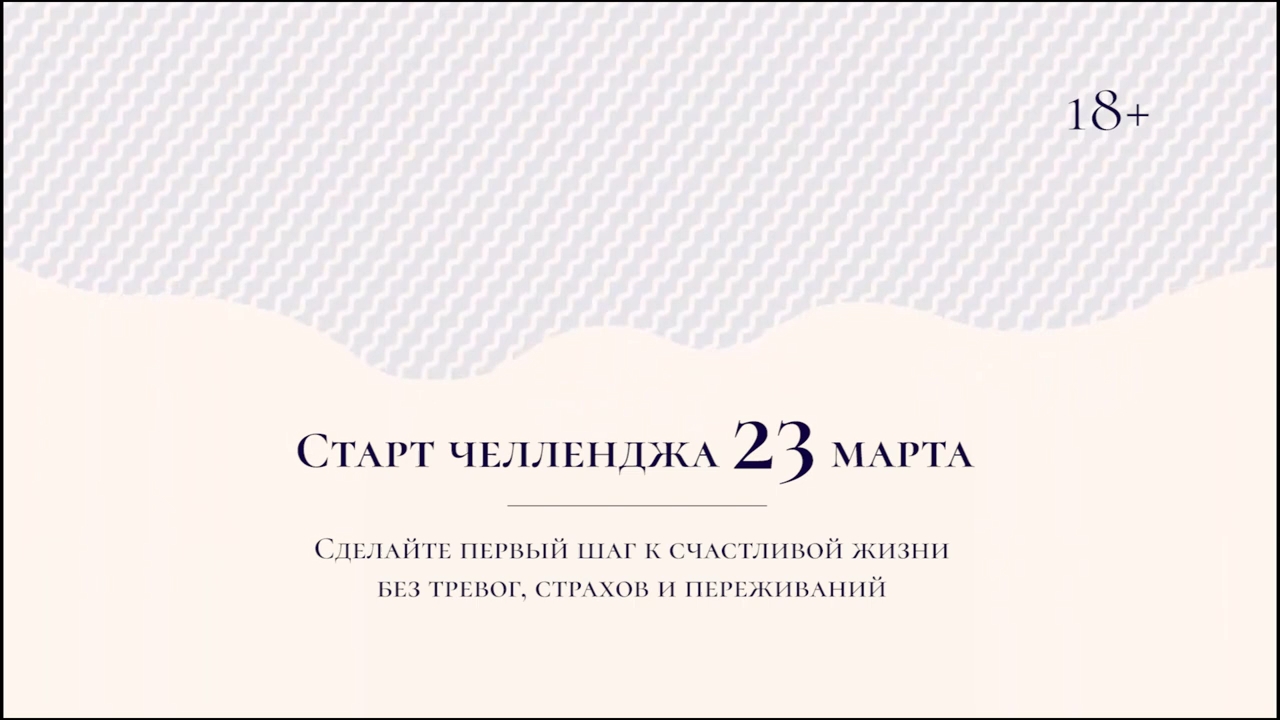 18+
Старт челленджа 23 марта
Сделайте первый шаг к счастливой жизни
без тревог, страхов и переживаний